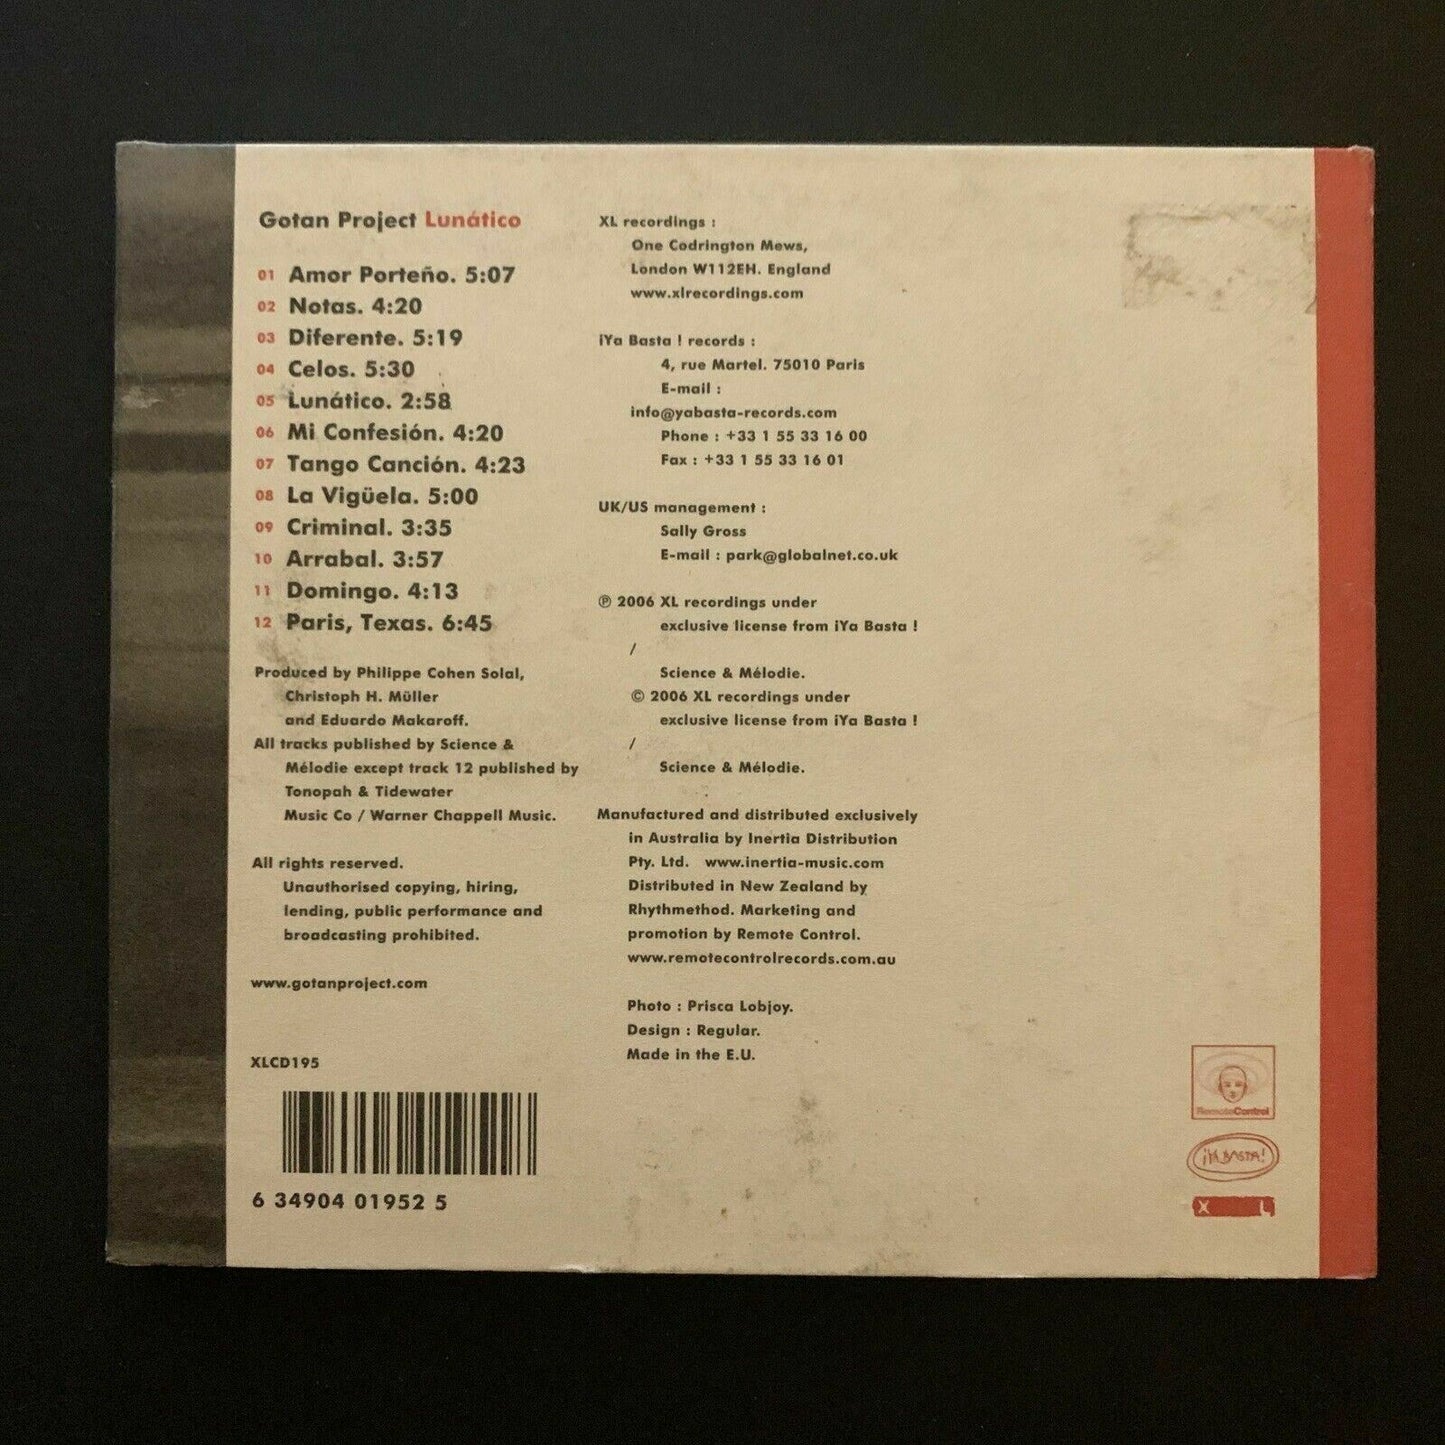 Gotan Project Lunático
01 Amor Porteño. 5:07
02 Notas. 4:20
03 Diferente. 5:19
04 Celos. 5:30
05 Lunático. 2:58
06 Mi Confesión. 4:20
07 Tango Canción. 4:23
08 La Vigüela. 5:00
09 Criminal. 3:35
10 Arrabal. 3:57
11 Domingo. 4:13
12 Paris, Texas. 6:45
Produced by Philippe Cohen Solal,
Christoph H. Müller
and Eduardo Makaroff.
All tracks published by Science &
Mélodie except track 12 published by
Tonopah & Tidewater
Music Co / Warner Chappell Music.
All rights reserved.
Unauthorised copying, hiring,
lending, public performance and
broadcasting prohibited.
www.gotanproject.com
XLCD195
6 34904 01952 5
XL recordings :
One Codrington Mews,
London W112EH. England
www.xlrecordings.com
¡Ya Basta ! records :
4, rue Martel. 75010 Paris
E-mail :
info@yabasta-records.com
Phone : +33 1 55 33 16 00
Fax : +33 1 55 33 16 01
UK/US management :
Sally Gross
E-mail : park@globalnet.co.uk
℗ 2006 XL recordings under
exclusive license from ¡Ya Basta !
/
Science & Mélodie.
© 2006 XL recordings under
exclusive license from ¡Ya Basta !
/
Science & Mélodie.
Manufactured and distributed exclusively
in Australia by Inertia Distribution
Pty. Ltd. www.inertia-music.com
Distributed in New Zealand by
Rhythmethod. Marketing and
promotion by Remote Control.
www.remotecontrolrecords.com.au
Photo : Prisca Lobjoy.
Design : Regular.
Made in the E.U.
RemoteControl
¡YA BASTA!
X L